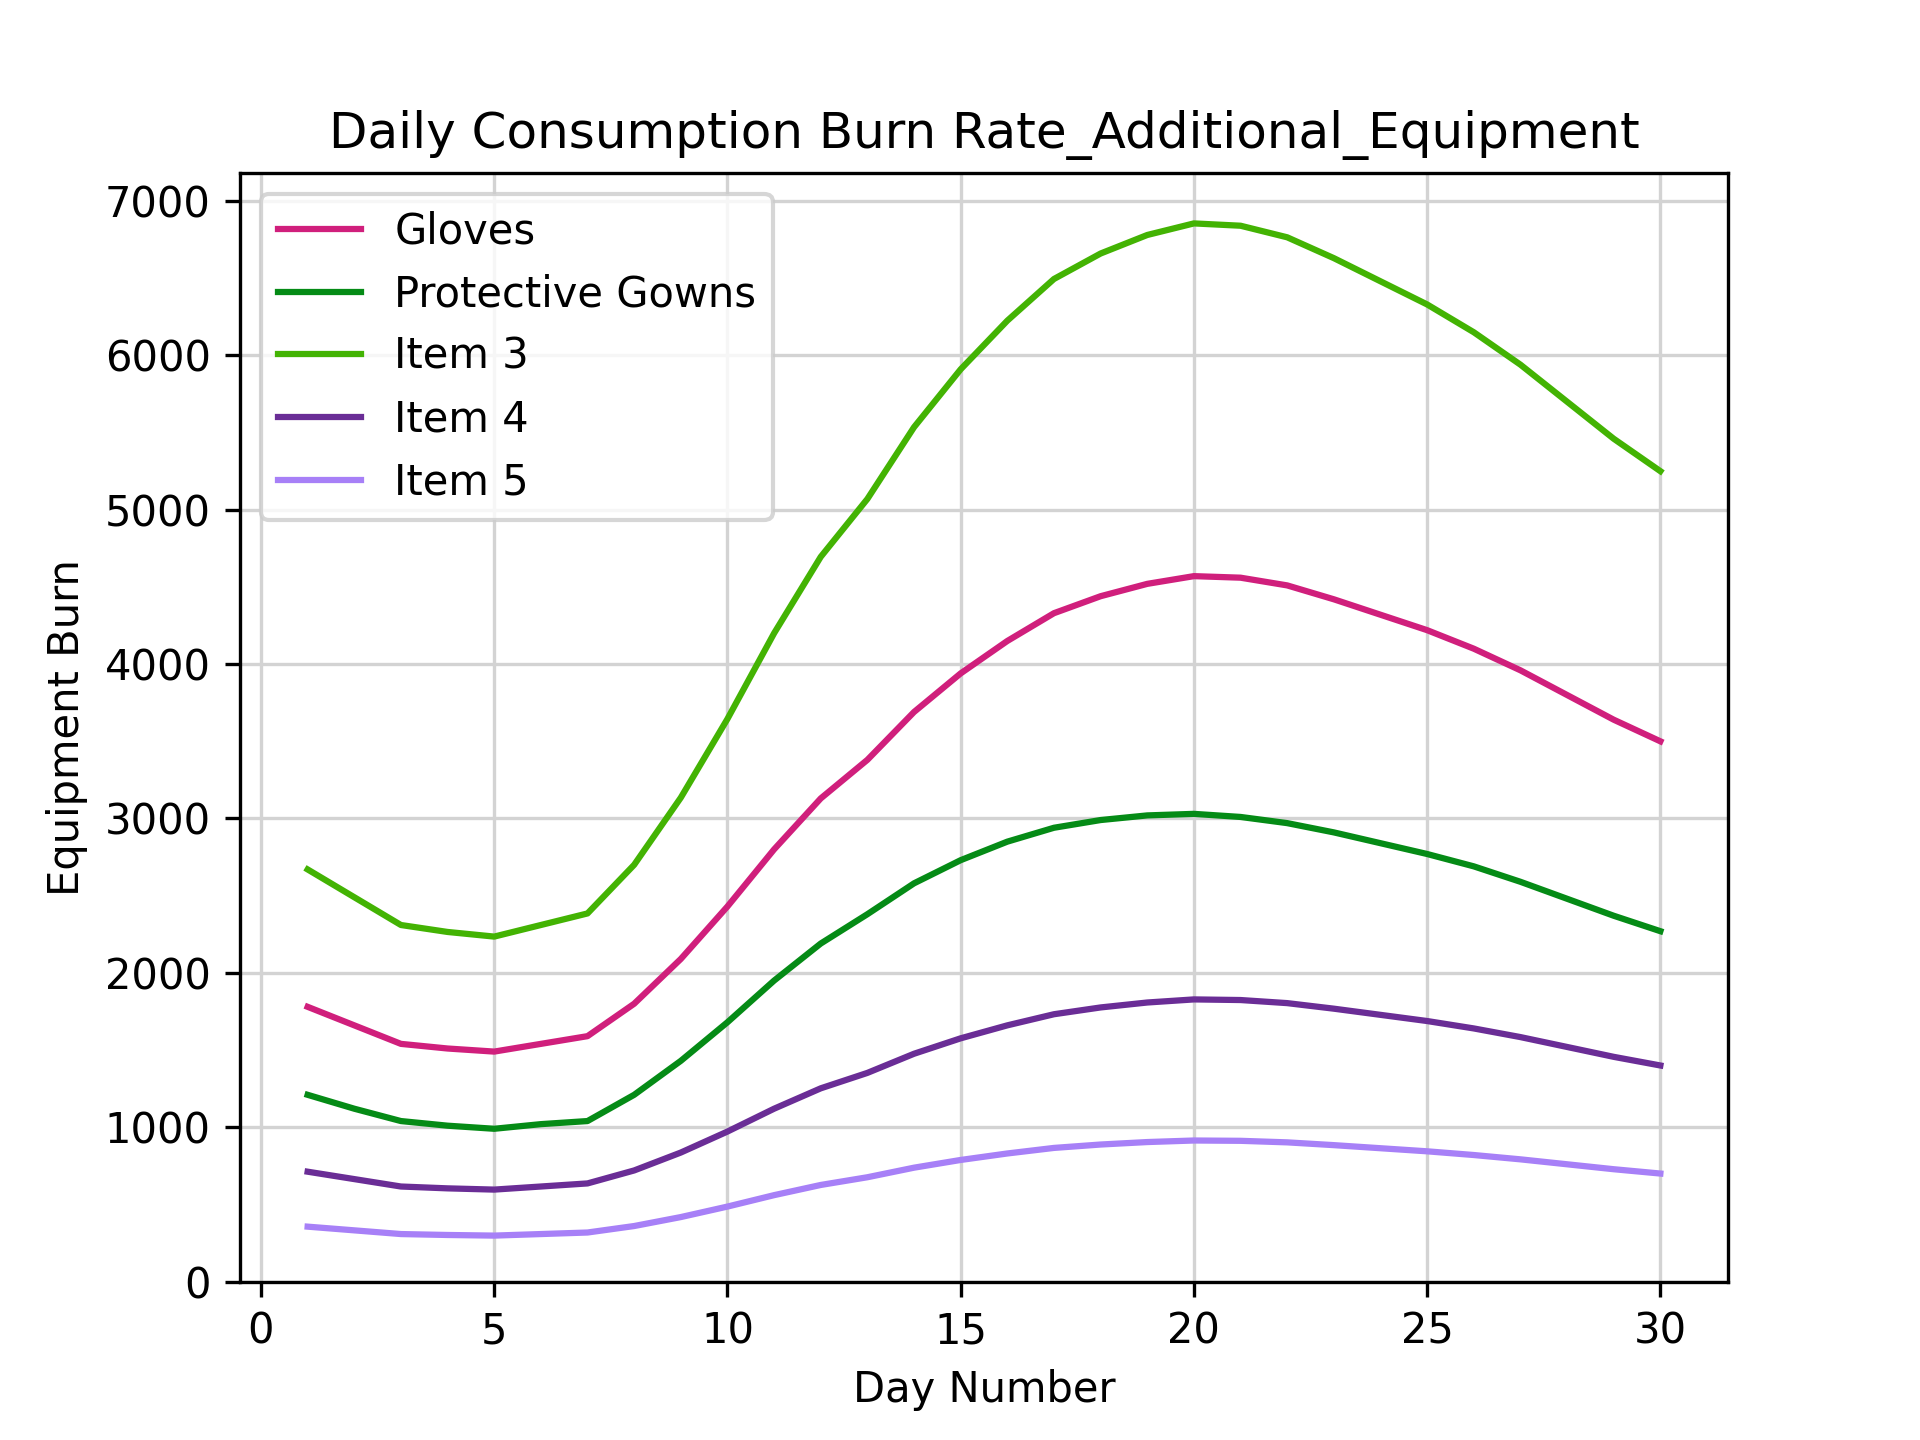 Daily Consumption Burn Rate_Additional_Equipment
7000
6000
5000
4000
3000
2000
1000
0
Equipment Burn
Gloves
Protective Gowns
Item 3
Item 4
Item 5
0 5 10 15 20 25 30
Day Number